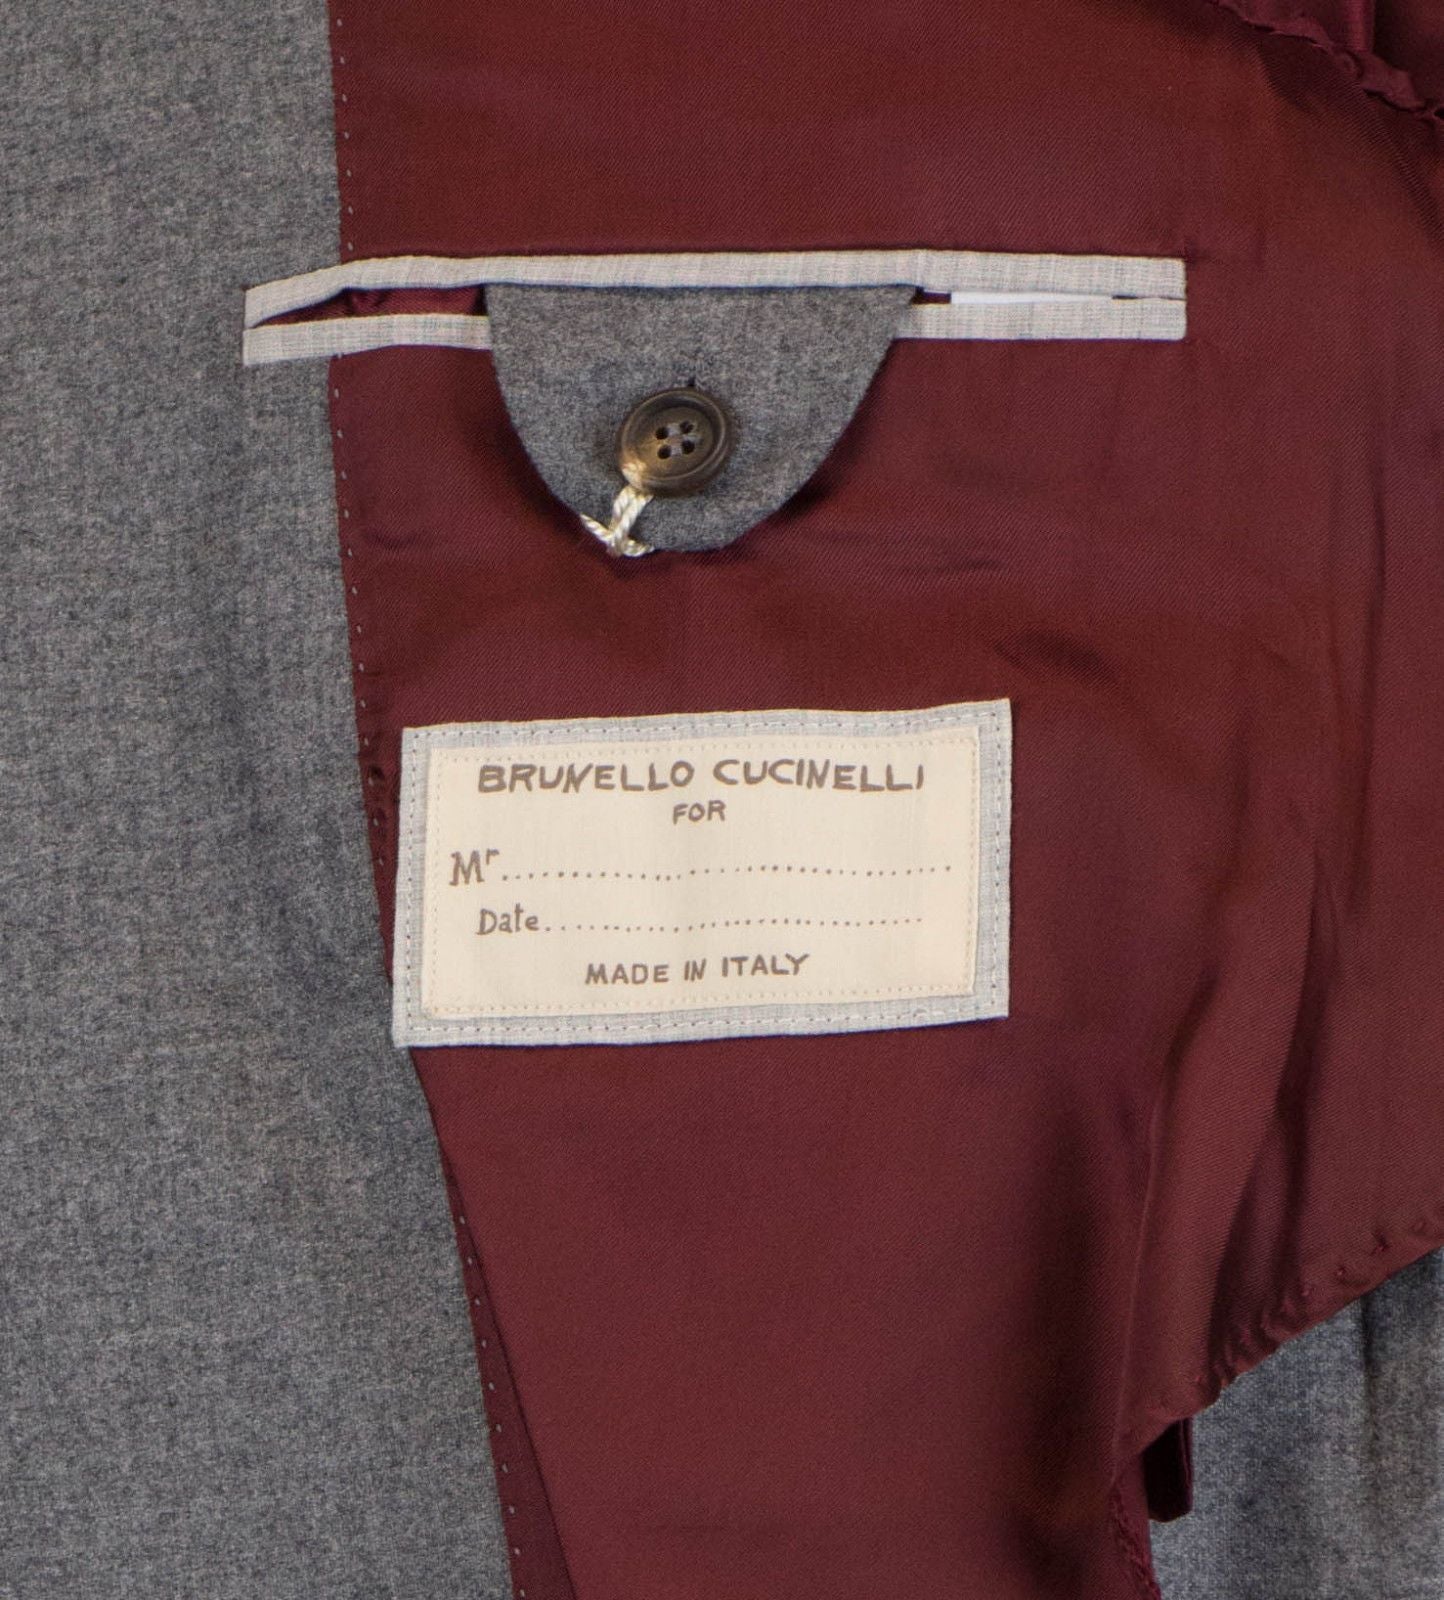 BRUNELLO CUCINELLI
FOR
Mr.......................................
Date.................................
MADE IN ITALY